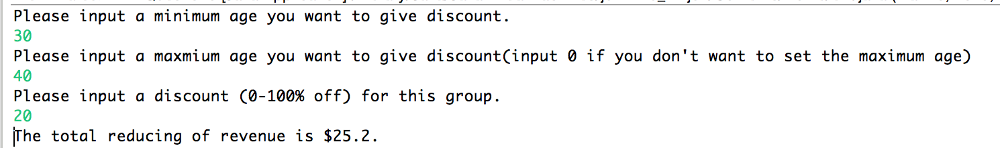 Please input a minimum age you want to give discount.
30
Please input a maxmium age you want to give discount(input 0 if you don't want to set the maximum age)
40
Please input a discount (0-100% off) for this group.
20
The total reducing of revenue is $25.2.